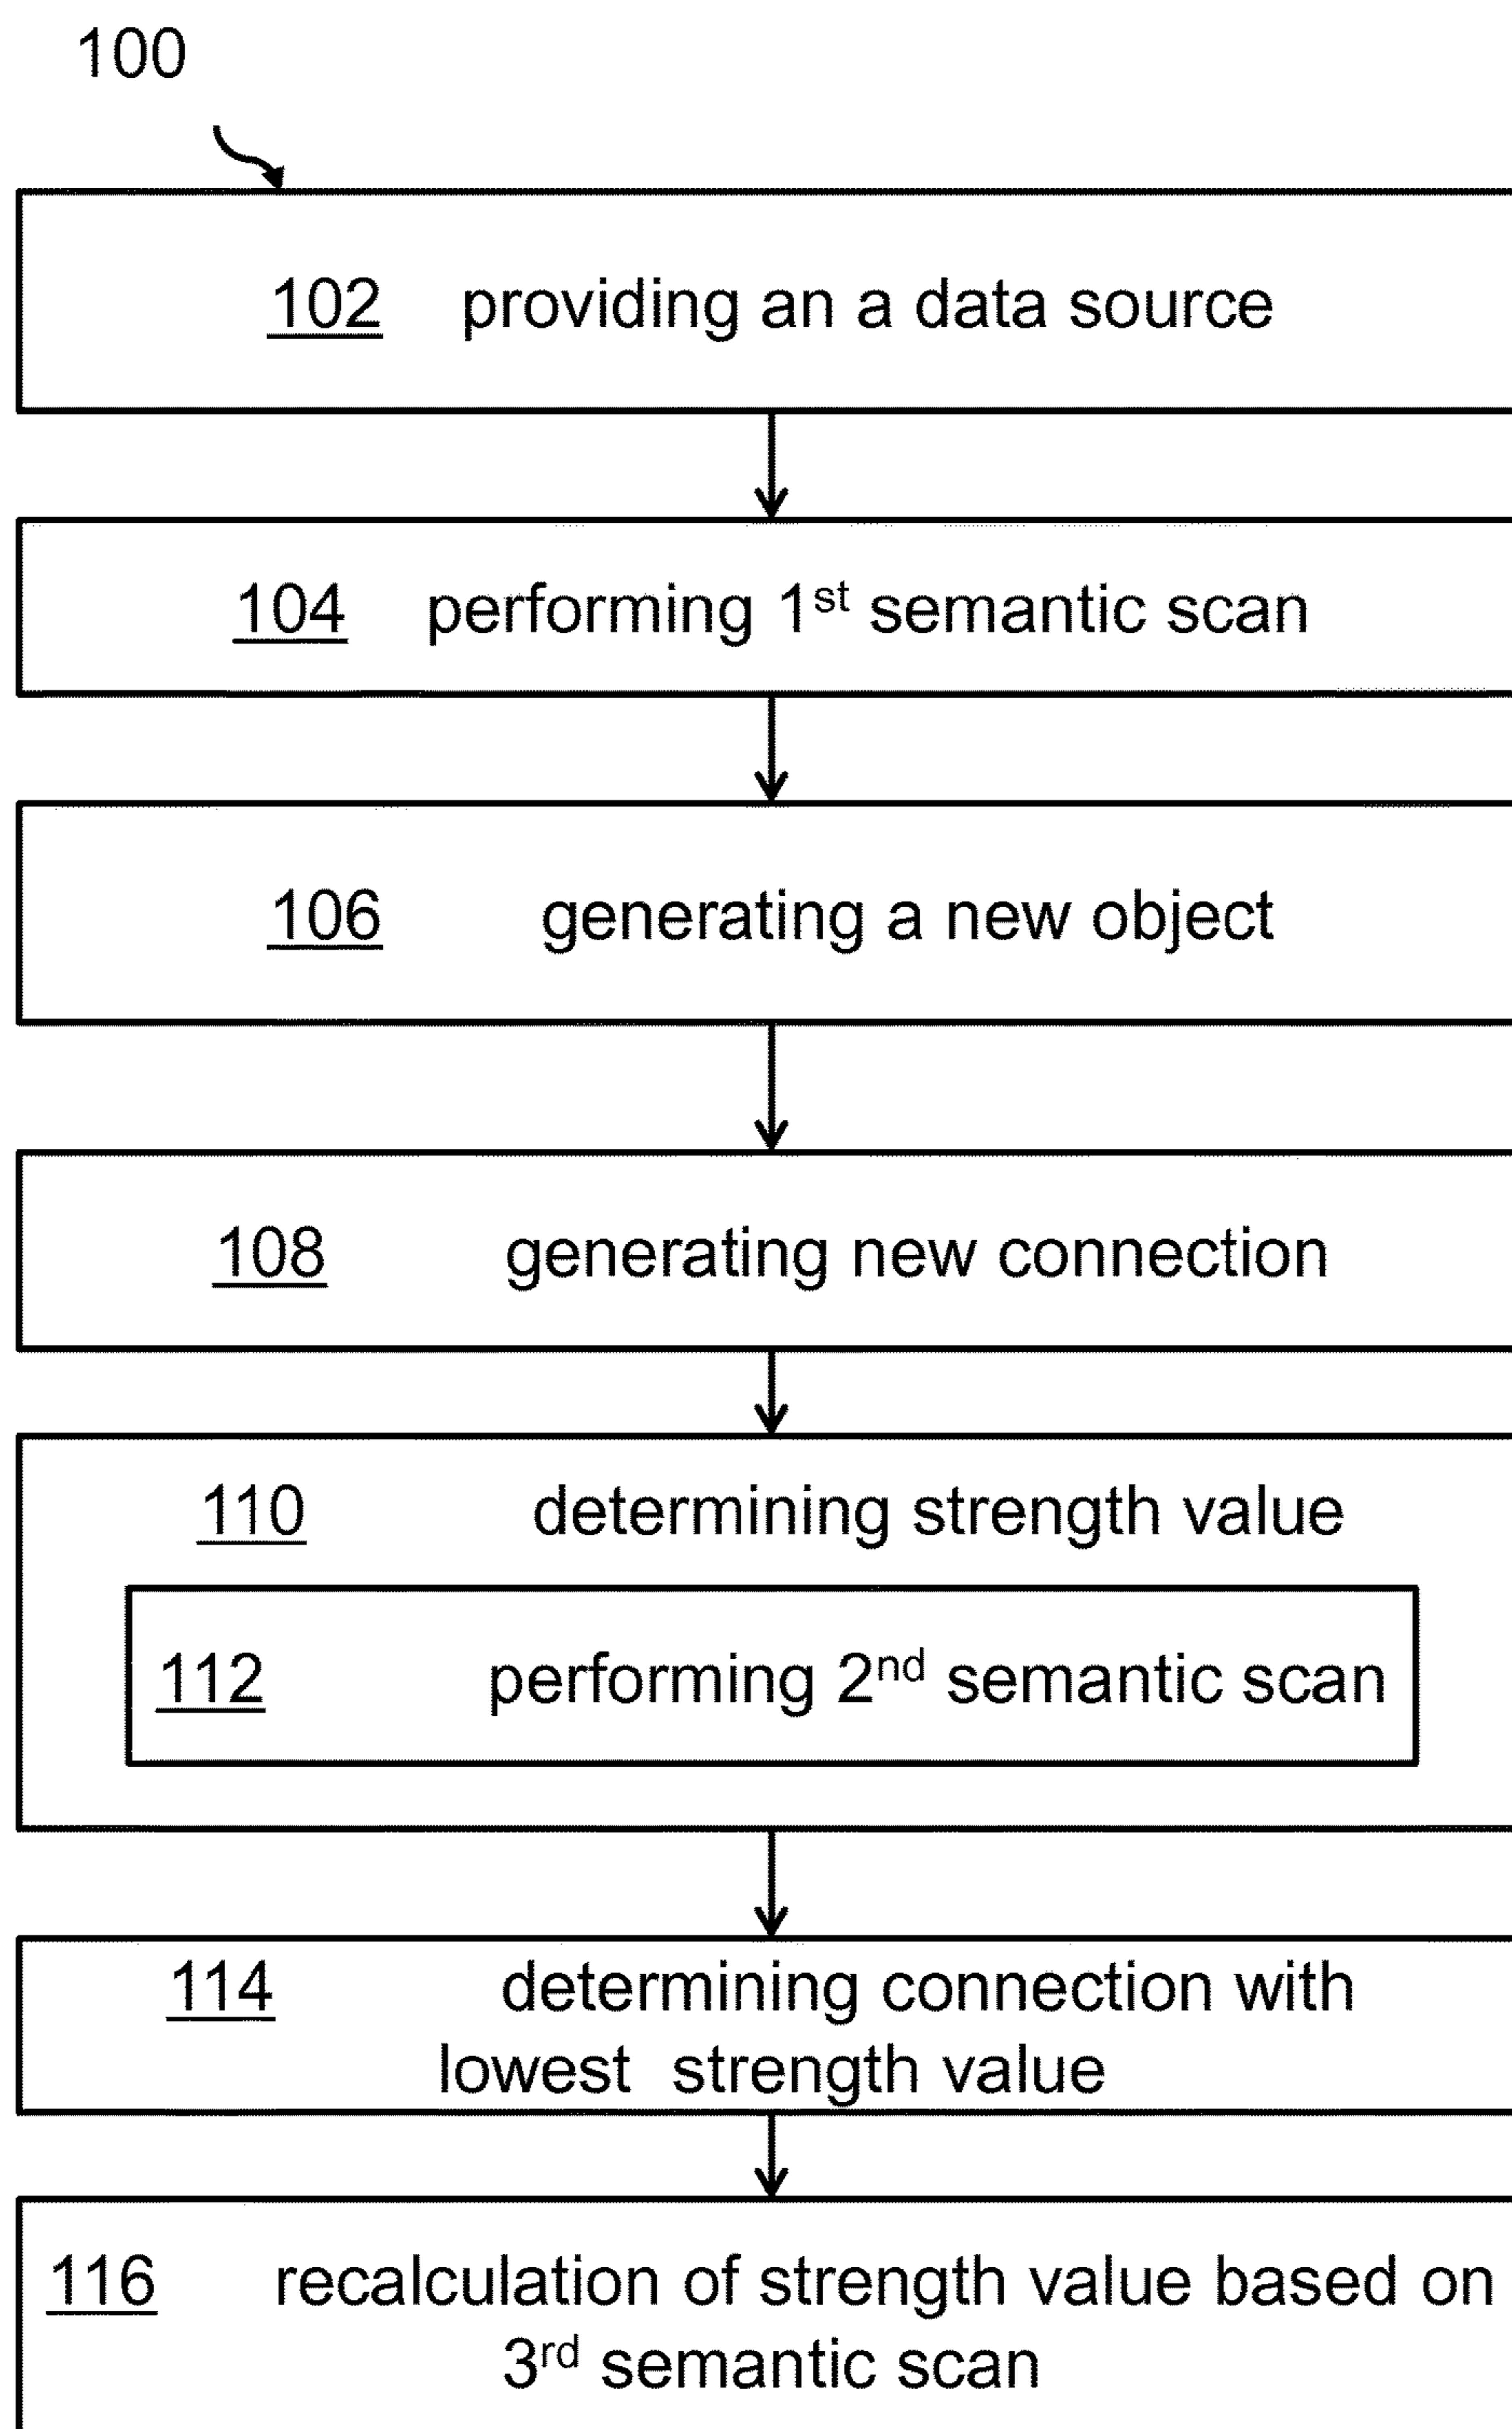 100
102 providing an a data source
104 performing 1st semantic scan
106 generating a new object
108 generating new connection
110 determining strength value
112 performing 2nd semantic scan
114 determining connection with
lowest strength value
116 recalculation of strength value based on
3rd semantic scan